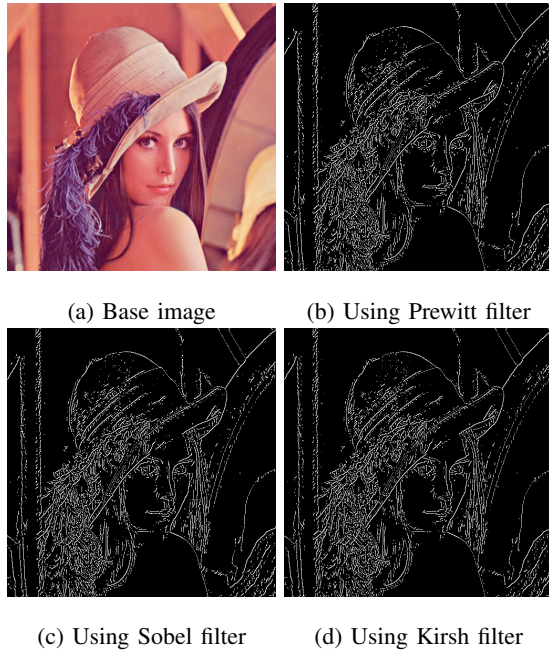 (a) Base image
(b) Using Prewitt filter
(c) Using Sobel filter
(d) Using Kirsh filter